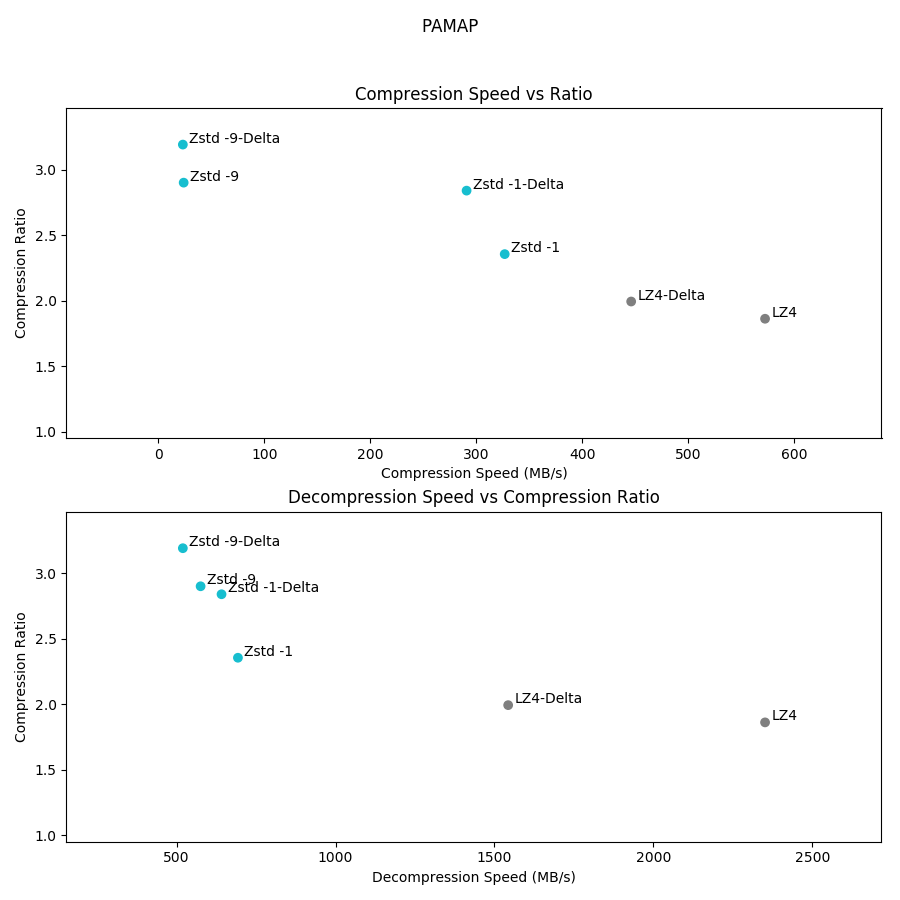 PAMAP
Compression Speed vs Ratio
Zstd -9-Delta
Zstd -9
Zstd -1-Delta
Zstd -1
LZ4-Delta
LZ4
3.0
2.5
2.0
1.5
1.0
Compression Ratio
0 100 200 300 400 500 600
Compression Speed (MB/s)
Decompression Speed vs Compression Ratio
Zstd -9-Delta
Zstd -9
Zstd -1-Delta
Zstd -1
LZ4-Delta
LZ4
3.0
2.5
2.0
1.5
1.0
Compression Ratio
500 1000 1500 2000 2500
Decompression Speed (MB/s)